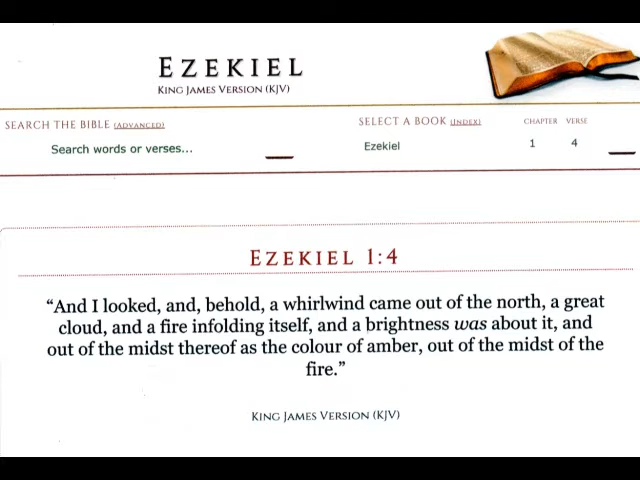 EZEKIEL
KING JAMES VERSION (KJV)
SEARCH THE BIBLE (ADVANCED)
SELECT A BOOK (INDEX)
CHAPTER VERSE
Search words or verses...
Ezekiel
1
4
EZEKIEL 1:4
“And I looked, and, behold, a whirlwind came out of the north, a great
cloud, and a fire infolding itself, and a brightness was about it, and
out of the midst thereof as the colour of amber, out of the midst of the
fire.”
KING JAMES VERSION (KJV)